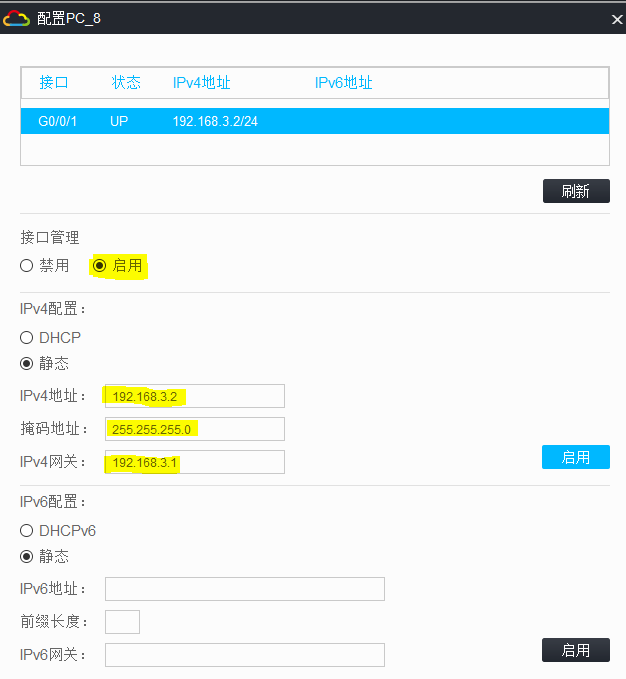 配置PC_8
接口 状态 IPv4地址 IPv6地址
G0/0/1 UP 192.168.3.2/24
刷新
接口管理
禁用 启用
IPv4配置：
DHCP
静态
IPv4地址： 192.168.3.2
掩码地址： 255.255.255.0
IPv4网关： 192.168.3.1
启用
IPv6配置：
DHCPv6
静态
IPv6地址：
前缀长度：
IPv6网关：
启用